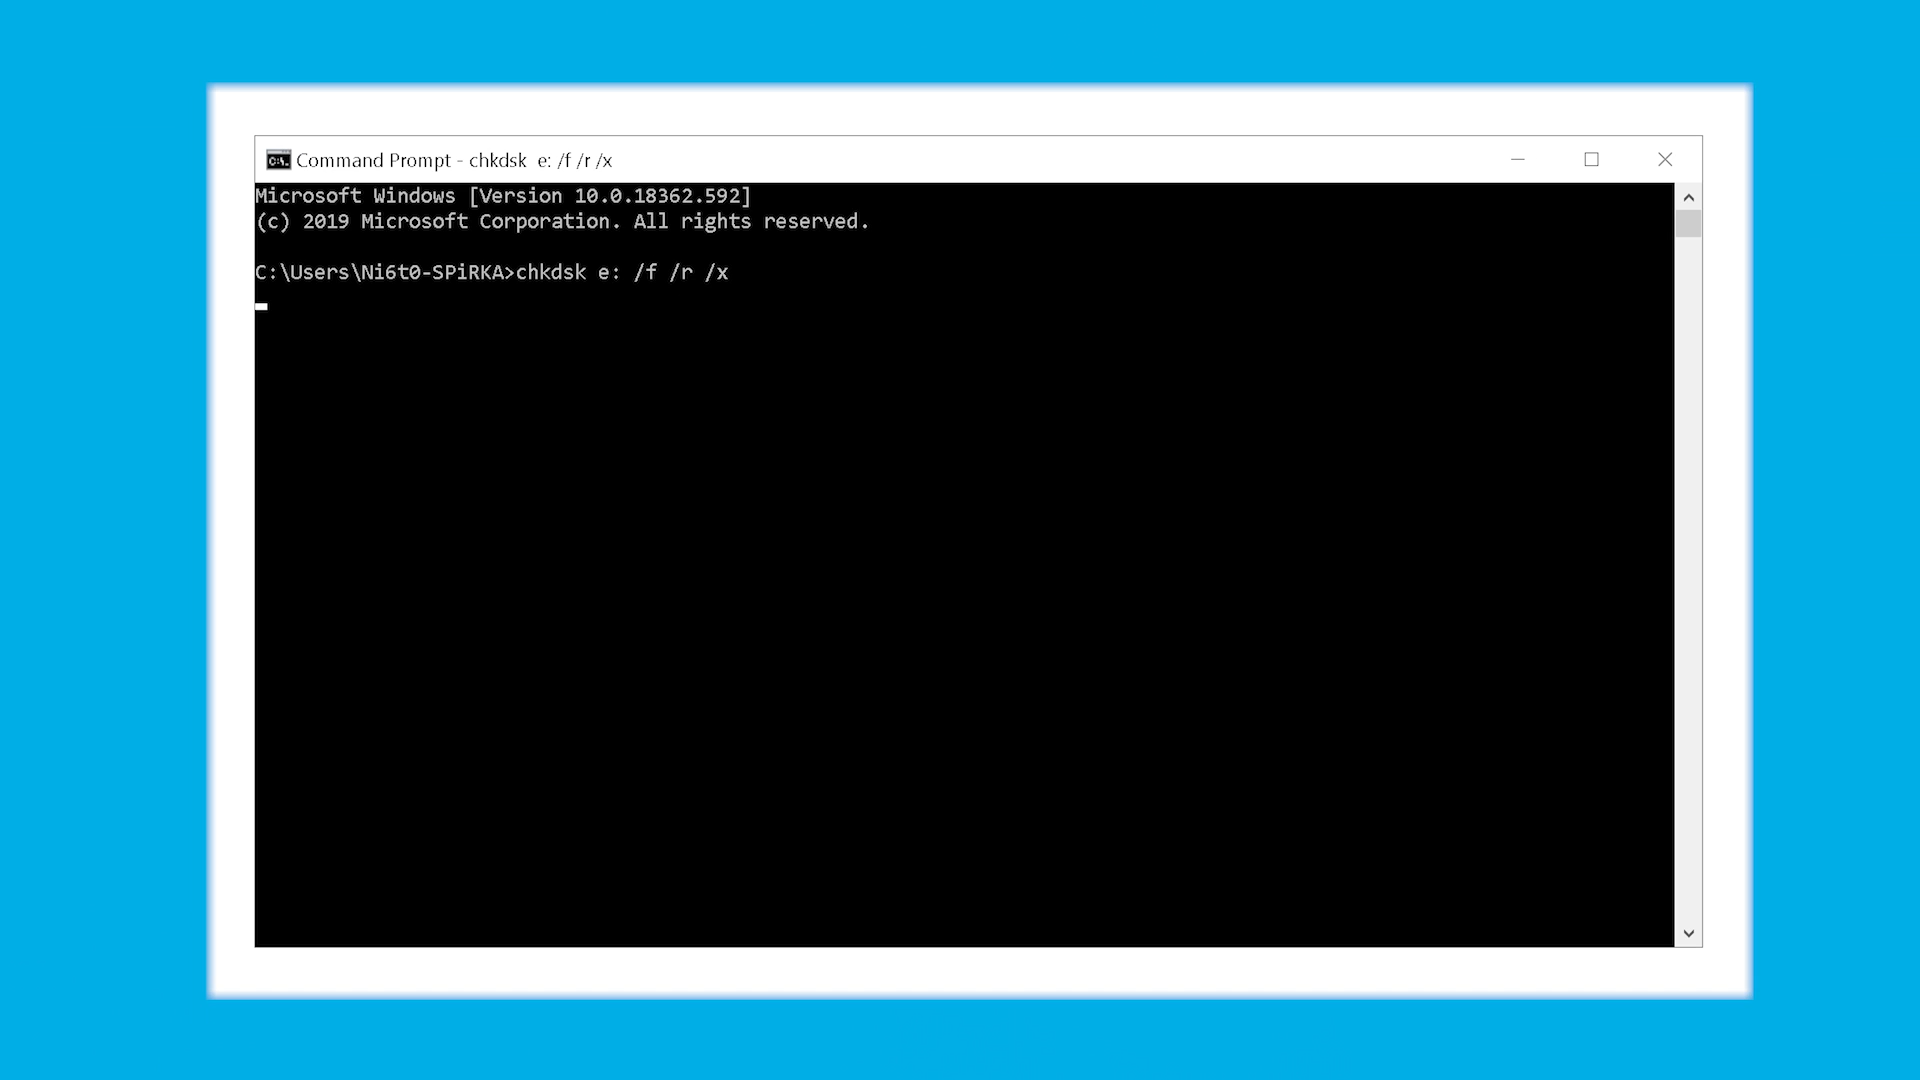 Command Prompt - chkdsk  e: /f /r /x
Microsoft Windows [Version 10.0.18362.592]
(c) 2019 Microsoft Corporation. All rights reserved.
C:\Users\Ni6t0-SPiRKA>chkdsk e: /f /r /x